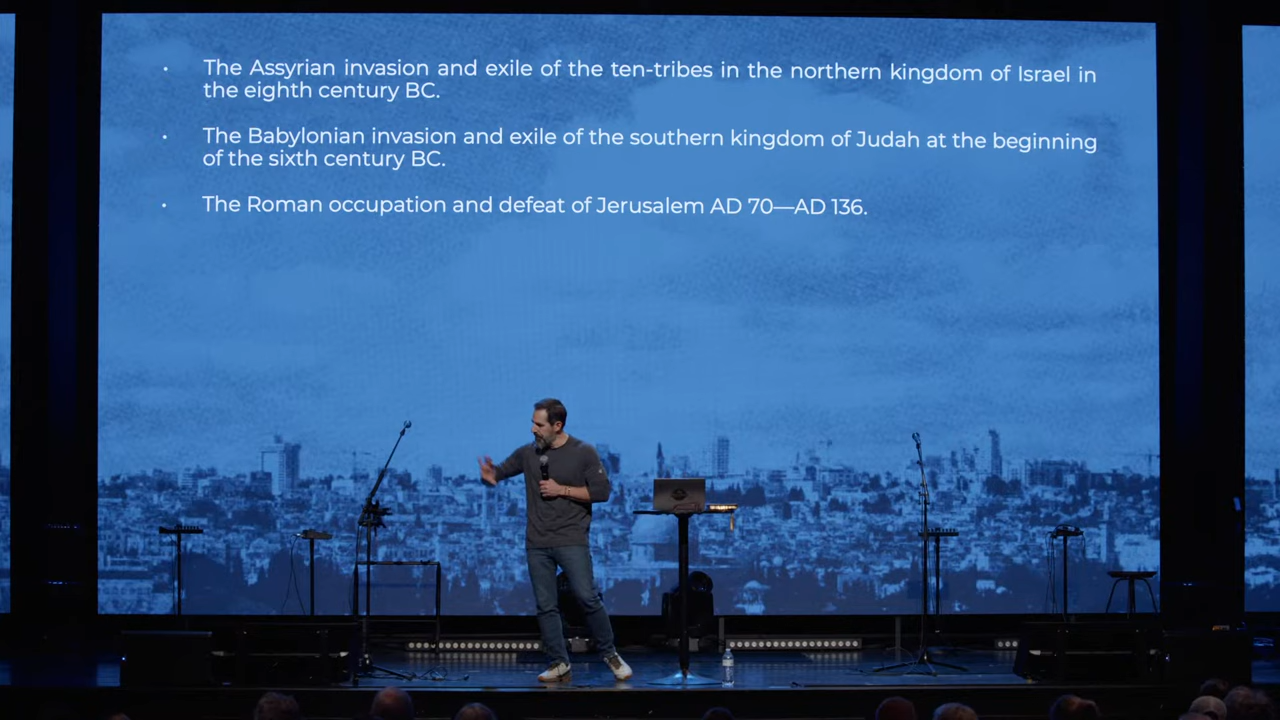 • The Assyrian invasion and exile of the ten-tribes in the northern kingdom of Israel in
the eighth century BC.
• The Babylonian invasion and exile of the southern kingdom of Judah at the beginning
of the sixth century BC.
• The Roman occupation and defeat of Jerusalem AD 70—AD 136.